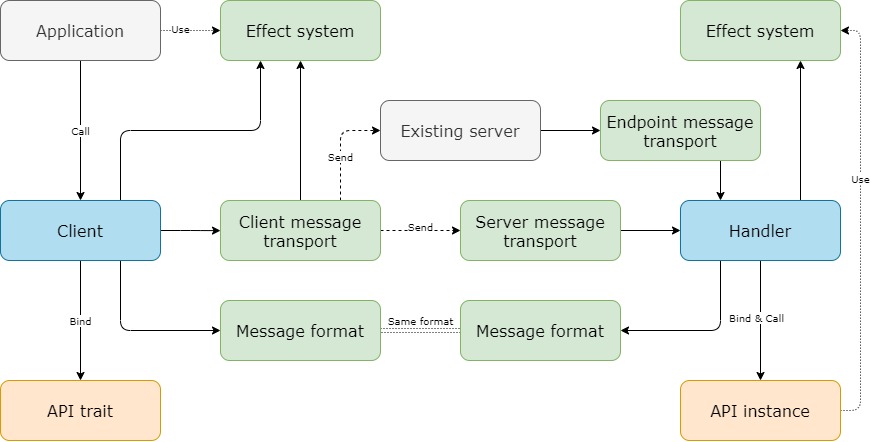 Application
Use
Effect system
Effect system
Call
Existing server
Endpoint message
transport
Send
Use
Client
Client message
transport
Send
Server message
transport
Handler
Bind
Message format
Same format
Message format
Bind & Call
API trait
API instance